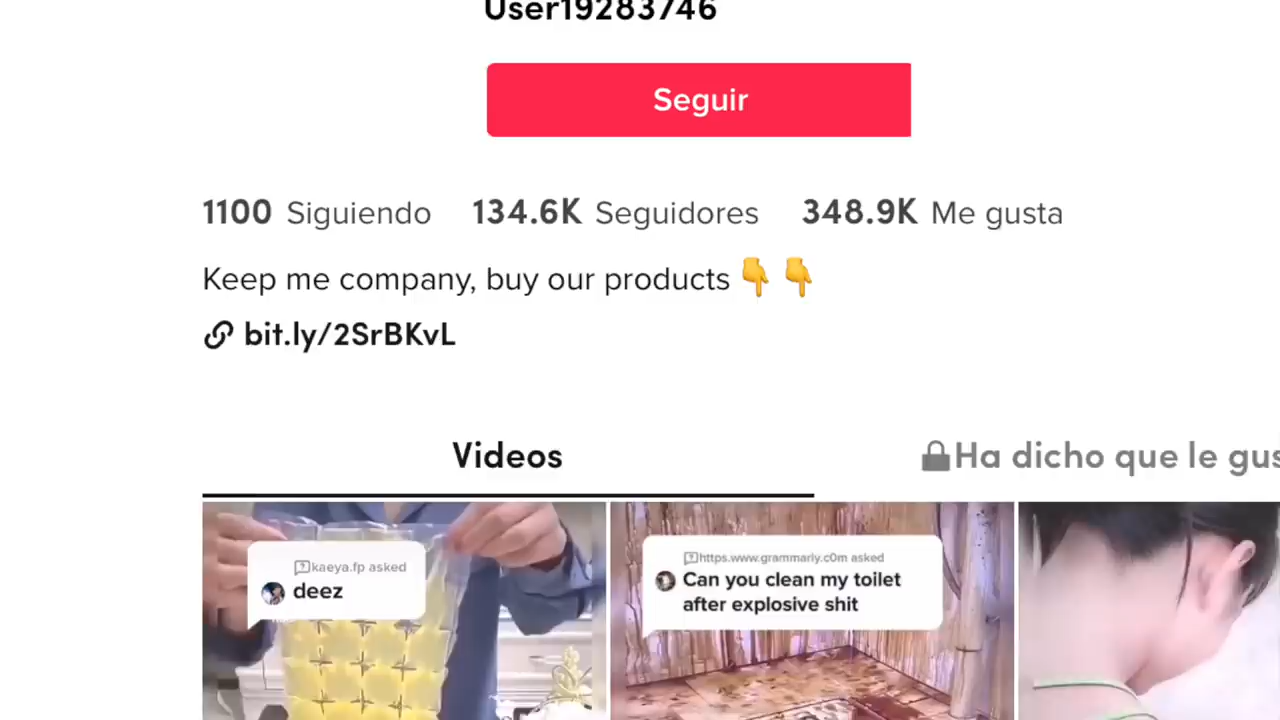 User19283746
Seguir
1100 Siguiendo 134.6K Seguidores 348.9K Me gusta
Keep me company, buy our products 👇 👇
bit.ly/2SrBKvL
Videos
Ha dicho que le gus
kaeya.fp asked
deez
https.www.grammarly.c0m asked
Can you clean my toilet
after explosive shit